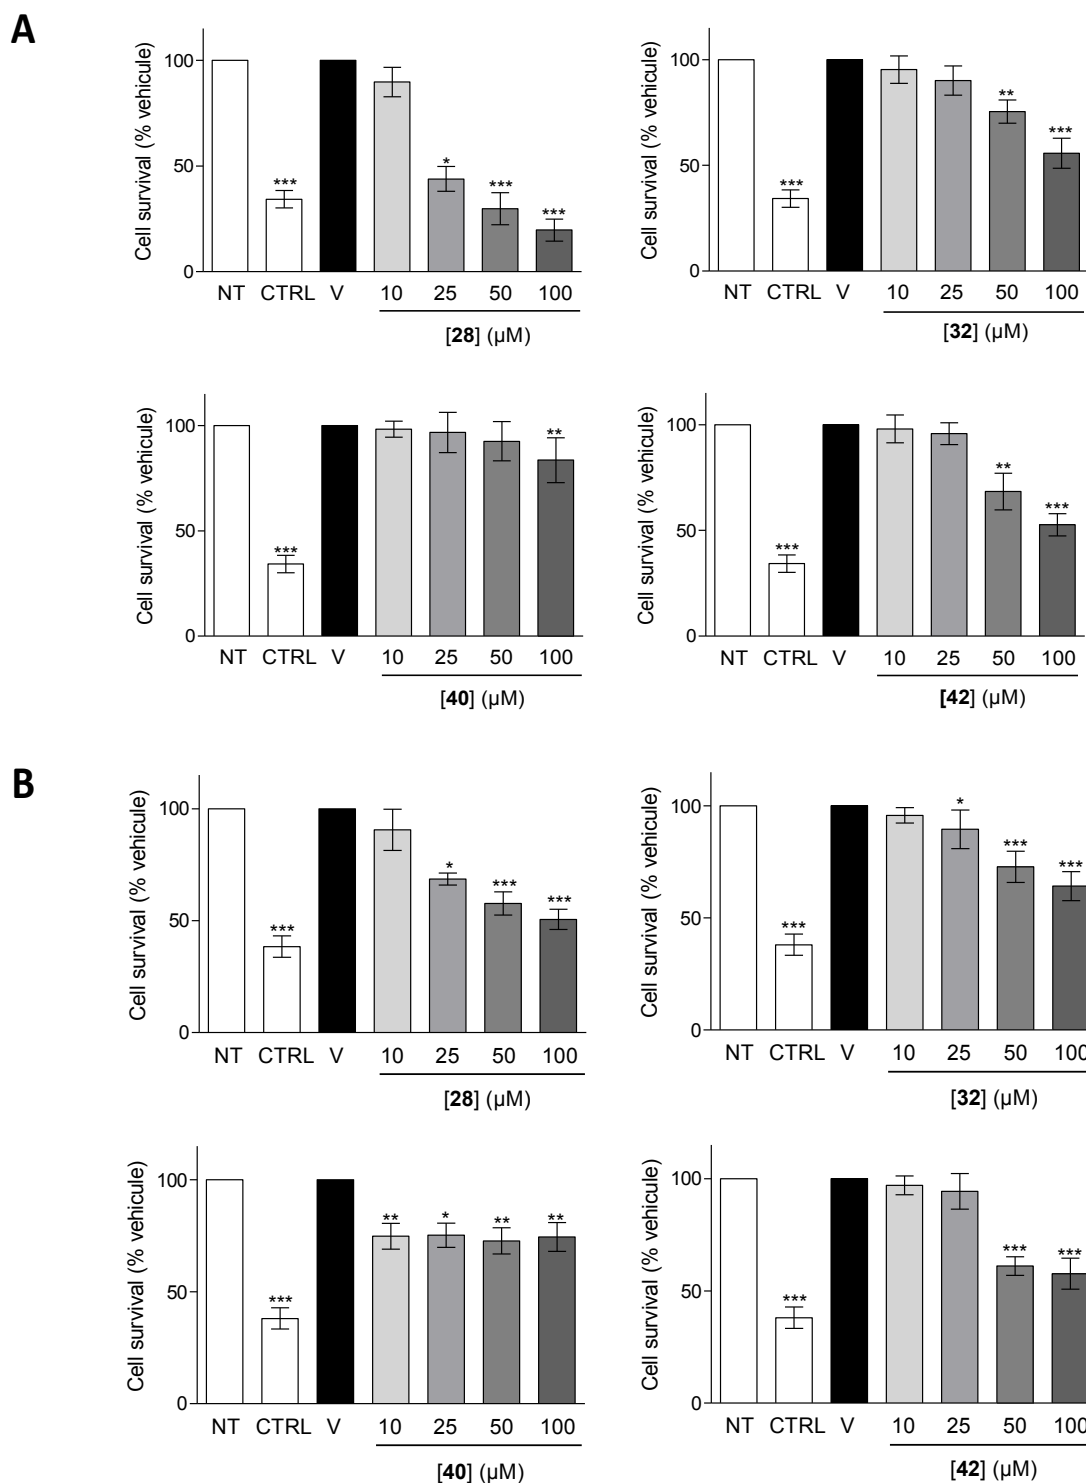 A
Cell survival (% vehicule)
100
50
0
***
*
***
***
NT CTRL V 10 25 50 100
[28] (µM)
Cell survival (% vehicule)
100
50
0
***
**
***
NT CTRL V 10 25 50 100
[32] (µM)
Cell survival (% vehicule)
100
50
0
***
**
NT CTRL V 10 25 50 100
[40] (µM)
Cell survival (% vehicule)
100
50
0
***
**
***
NT CTRL V 10 25 50 100
[42] (µM)
B
Cell survival (% vehicule)
100
50
0
***
*
***
***
NT CTRL V 10 25 50 100
[28] (µM)
Cell survival (% vehicule)
100
50
0
***
*
***
***
NT CTRL V 10 25 50 100
[32] (µM)
Cell survival (% vehicule)
100
50
0
***
**
*
**
**
NT CTRL V 10 25 50 100
[40] (µM)
Cell survival (% vehicule)
100
50
0
***
***
***
NT CTRL V 10 25 50 100
[42] (µM)